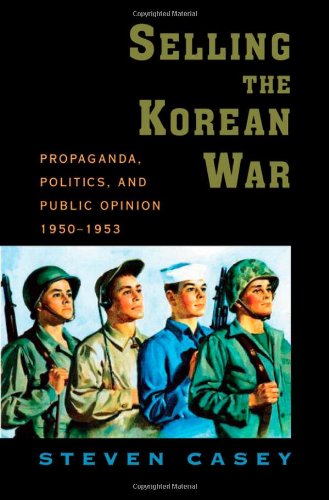 SELLING
THE
KOREAN
WAR
PROPAGANDA,
POLITICS, AND
PUBLIC OPINION
1950–1953
STEVEN CASEY